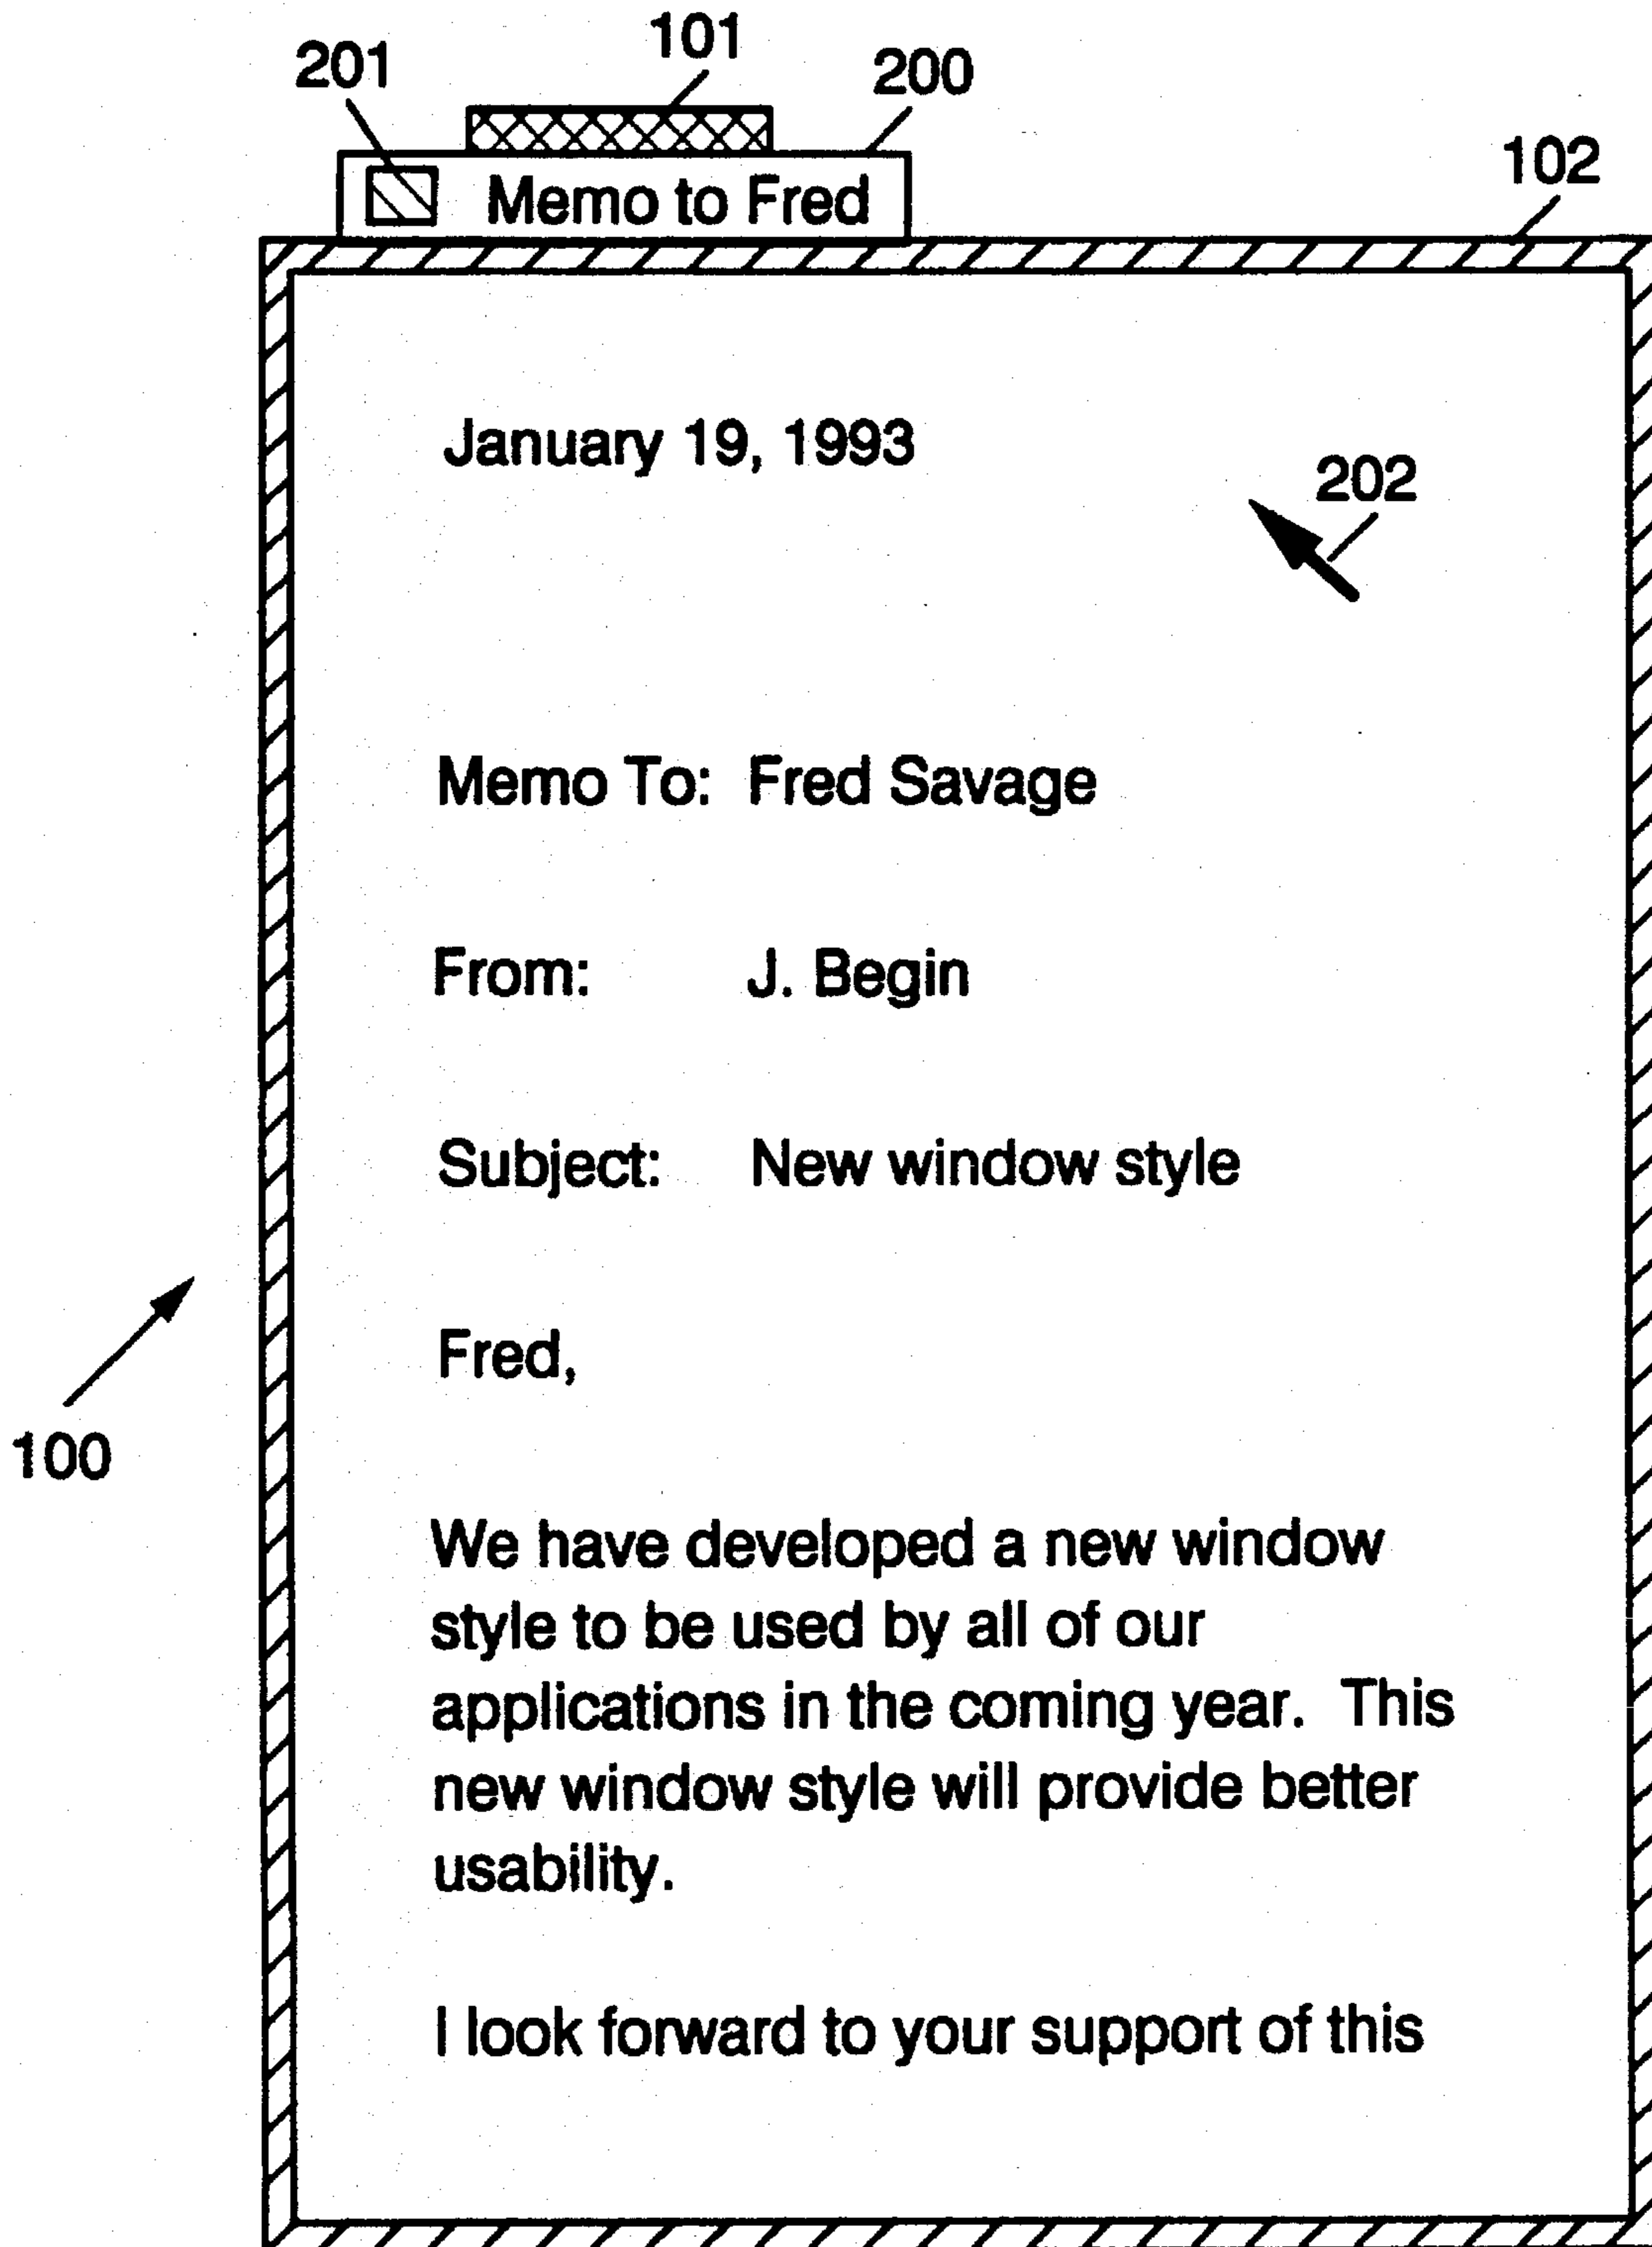 101
201
200
102
Memo to Fred
January 19, 1993
202
Memo To: Fred Savage
From: J. Begin
Subject: New window style
Fred,
100
We have developed a new window
style to be used by all of our
applications in the coming year. This
new window style will provide better
usability.
I look forward to your support of this